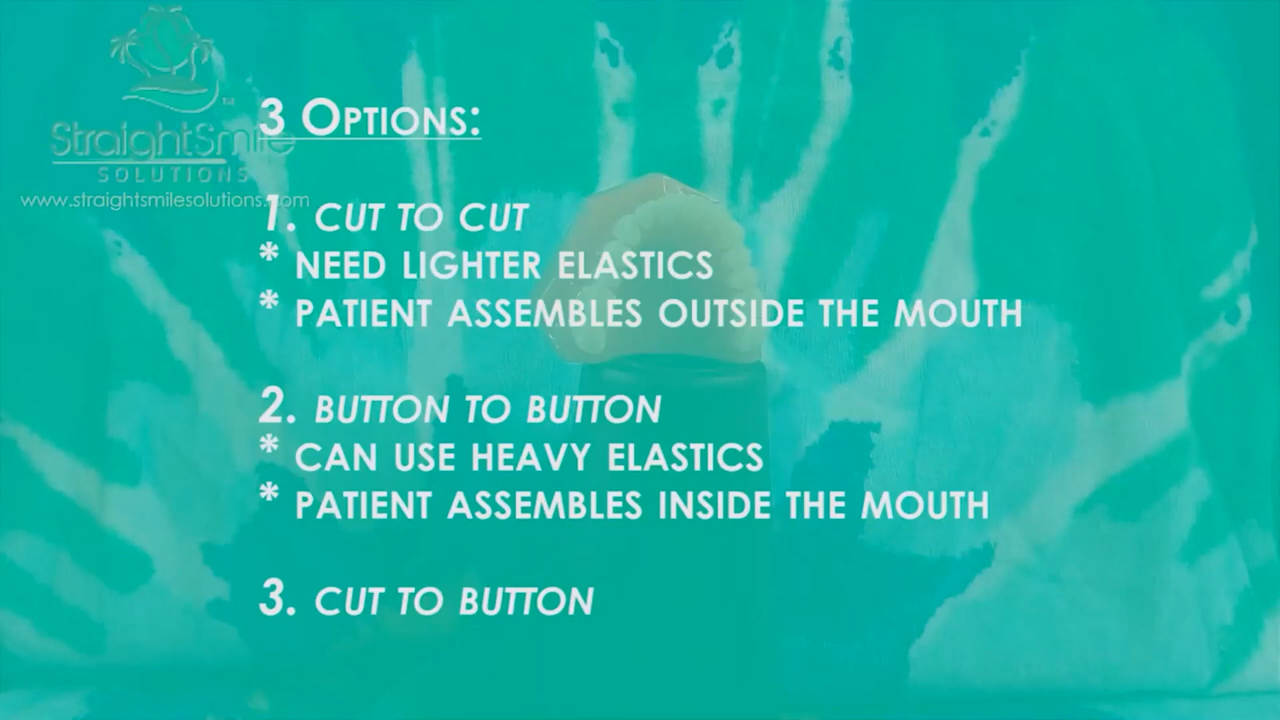 StraightSmile
SOLUTIONS
www.straightsmilesolutions.com
3 OPTIONS:
1. CUT TO CUT
* NEED LIGHTER ELASTICS
* PATIENT ASSEMBLES OUTSIDE THE MOUTH
2. BUTTON TO BUTTON
* CAN USE HEAVY ELASTICS
* PATIENT ASSEMBLES INSIDE THE MOUTH
3. CUT TO BUTTON